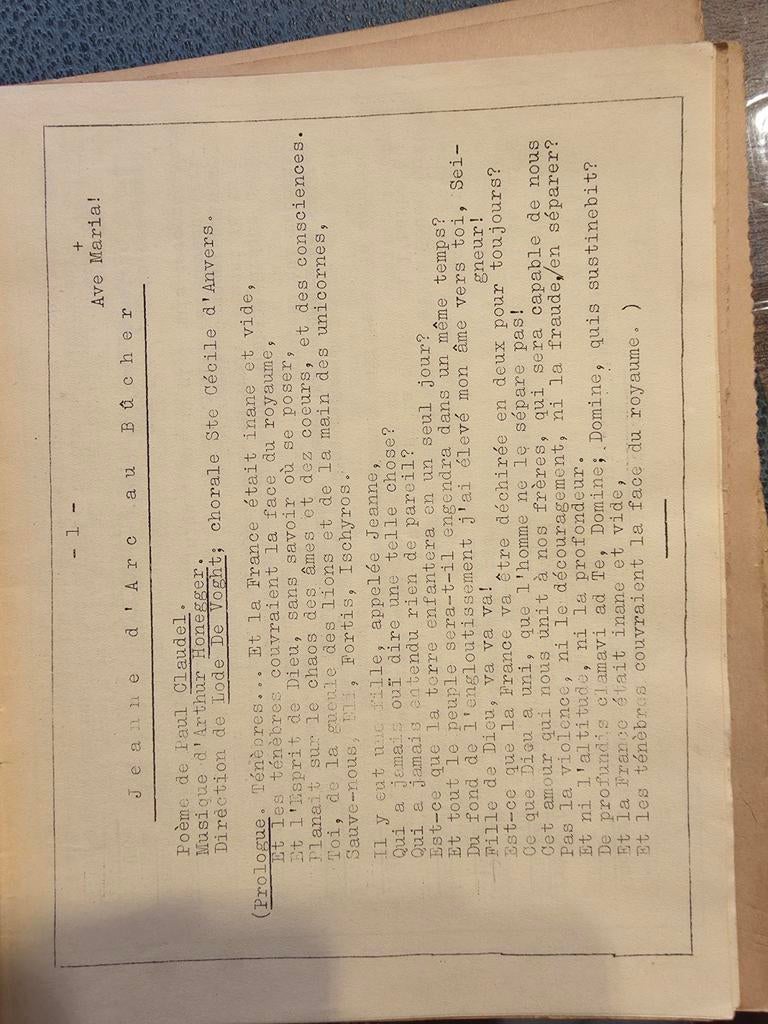 - 1 -
+
Ave Maria!
Jeanne d'Arc au Bûcher
Poème de Paul Claudel.
Musique d'Arthur Honegger.
Diréction de Lode De Voght; chorale Ste Cécile d'Anvers.
(Prologue. Ténèbres... Et la France était inane et vide,
Et les ténèbres couvraient la face du royaume,
Et l'Esprit de Dieu, sans savoir où se poser,
Planait sur le chaos des âmes et dez coeurs, et des consciences.
Toi, de la gueule des lions et de la main des unicornes,
Sauve-nous, Eli, Fortis, Ischyros.
Il y eut une fille, appelée Jeanne,
Qui a jamais ouï dire une telle chose?
Qui a jamais entendu rien de pareil?
Est-ce que la terre enfantera en un seul jour?
Et tout le peuple sera-t-il engendra dans un même temps?
Du fond de l'engloutissement j'ai élevé mon âme vers toi, Sei-
gneur!
Fille de Dieu, va va va!
Est-ce que la France va être déchirée en deux pour toujours?
Ce que Dieu a uni, que l'homme ne le sépare pas!
Cet amour qui nous unit à nos frères, qui sera capable de nous
Pas la violence, ni le découragement, ni la fraude,/en séparer?
Et ni l'altitude, ni la profondeur.
De profundis clamavi ad Te, Domine; Domine, quis sustinebit?
Et la France était inane et vide,
Et les ténèbres couvraient la face du royaume. )